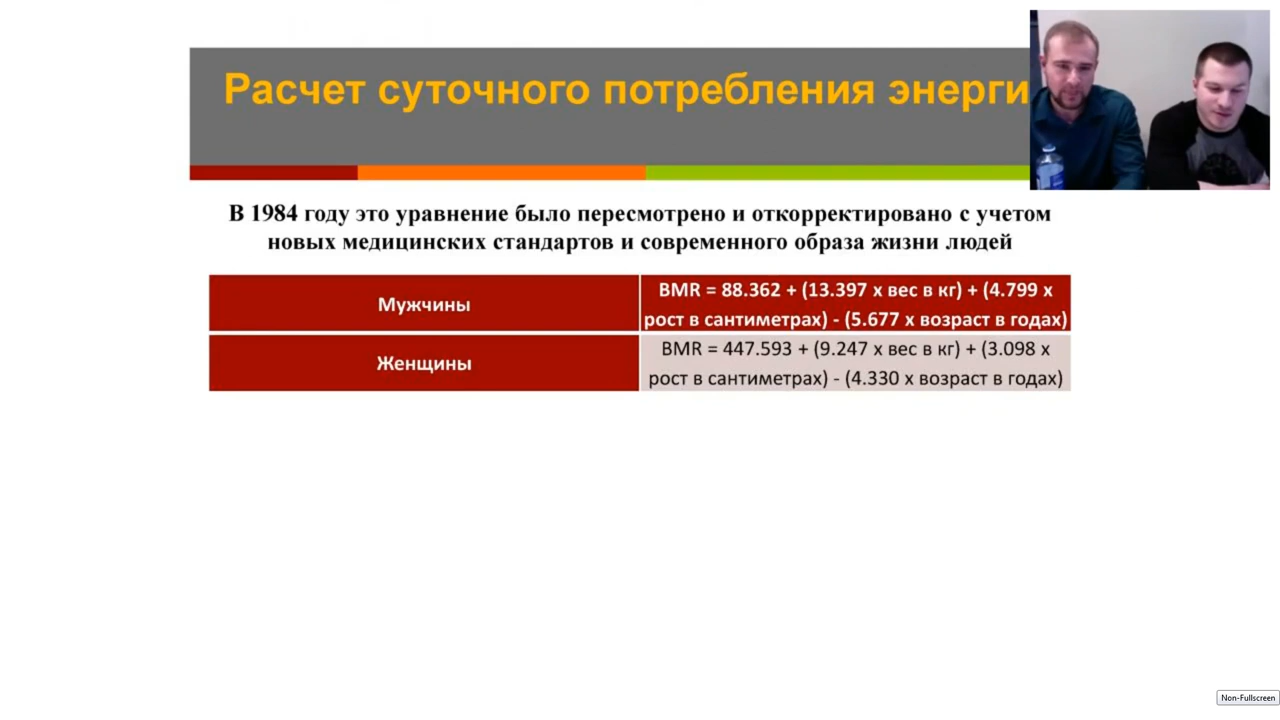 Расчет суточного потребления энерги
В 1984 году это уравнение было пересмотрено и откорректировано с учетом
новых медицинских стандартов и современного образа жизни людей
Мужчины
BMR = 88.362 + (13.397 x вес в кг) + (4.799 x
рост в сантиметрах) - (5.677 x возраст в годах)
Женщины
BMR = 447.593 + (9.247 x вес в кг) + (3.098 x
рост в сантиметрах) - (4.330 x возраст в годах)
Non-Fullscreen